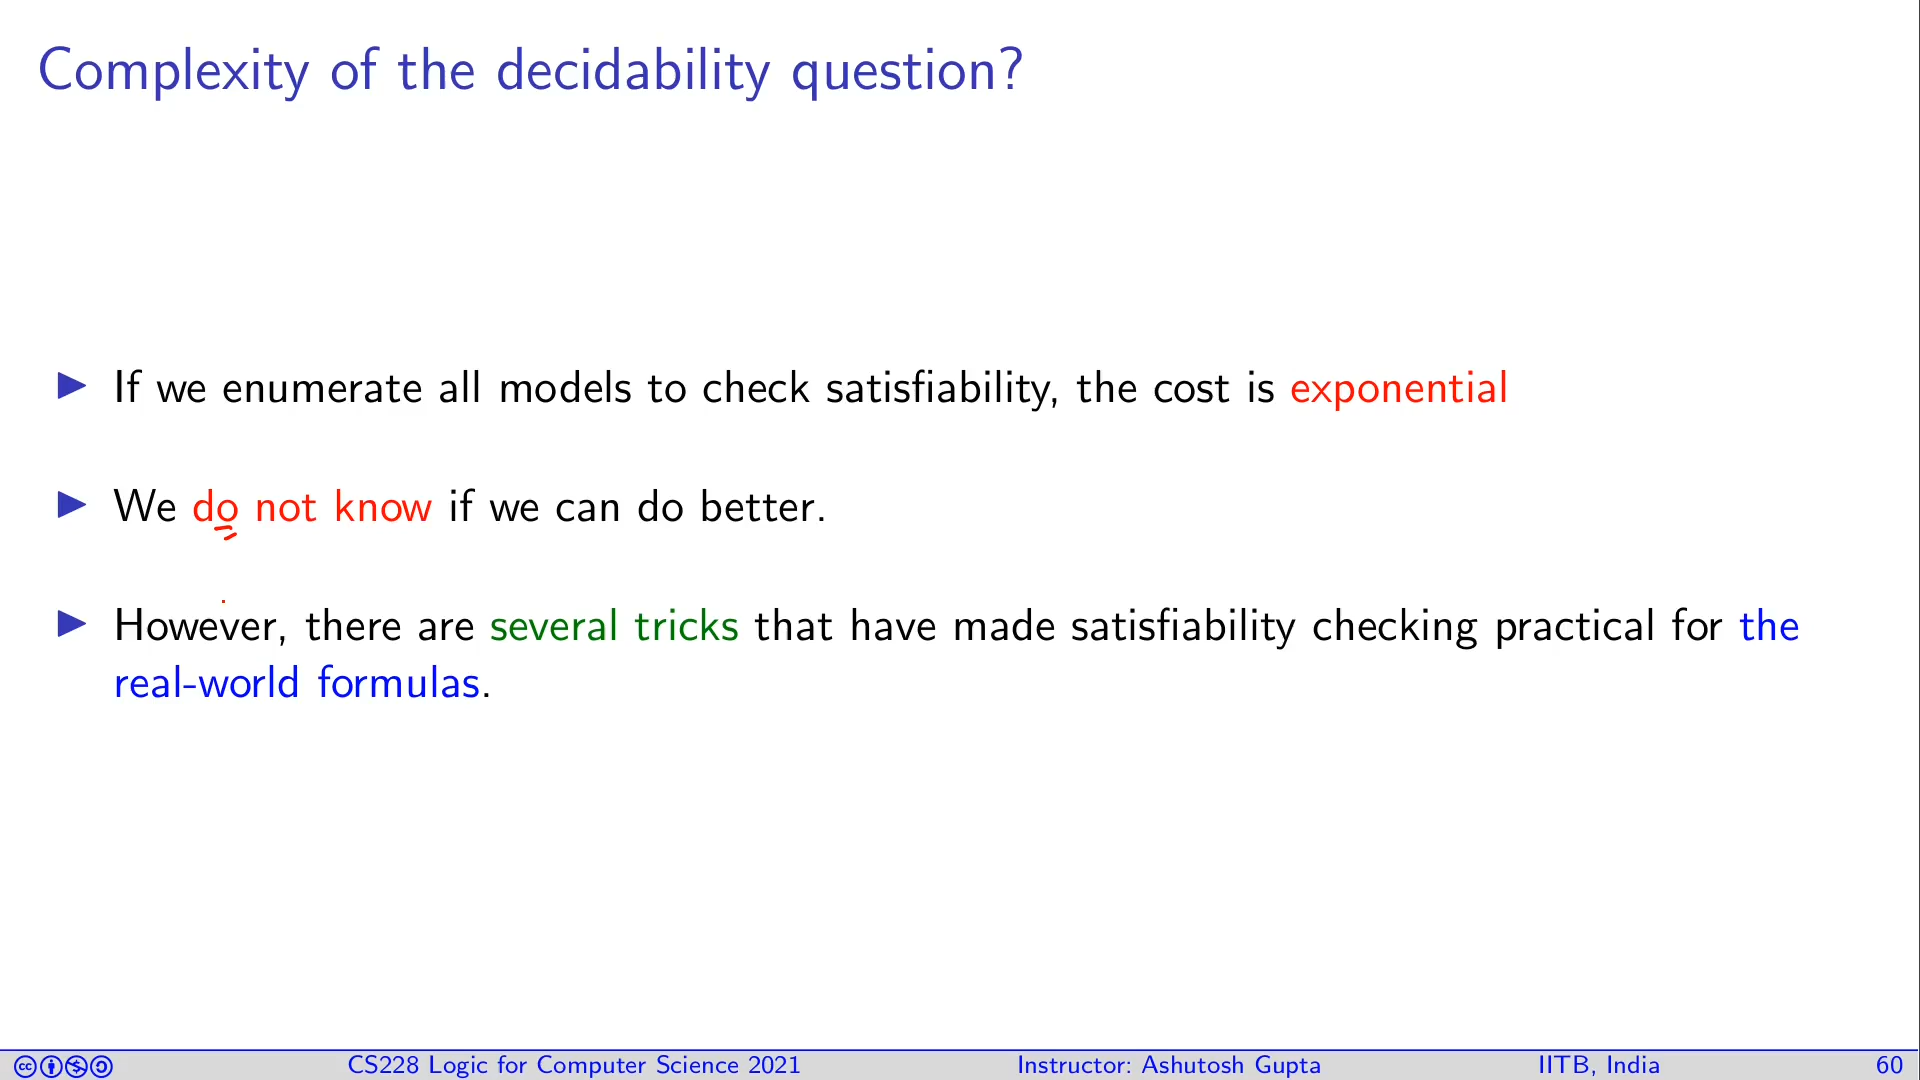 Complexity of the decidability question?
If we enumerate all models to check satisfiability, the cost is exponential
We do not know if we can do better.
However, there are several tricks that have made satisfiability checking practical for the
real-world formulas.
CS228 Logic for Computer Science 2021 Instructor: Ashutosh Gupta IITB, India 60